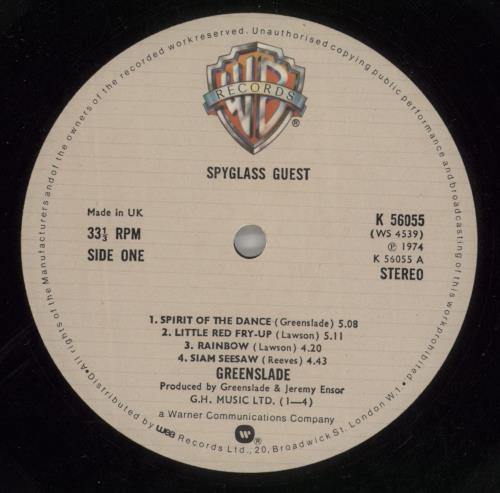 All rights of the Manufacturers and of the owners of the recorded work reserved. Unauthorised copying public performance and broadcasting of this work prohibited.
WB
RECORDS
®
SPYGLASS GUEST
Made in UK
33⅓ RPM
SIDE ONE
K 56055
(WS 4539)
℗ 1974
K 56055 A
STEREO
1. SPIRIT OF THE DANCE (Greenslade) 5.08
2. LITTLE RED FRY-UP (Lawson) 5.11
3. RAINBOW (Lawson) 4.20
4. SIAM SEESAW (Reeves) 4.43
GREENSLADE
Produced by Greenslade & Jeremy Ensor
G.H. MUSIC LTD. (1—4)
a Warner Communications Company
®
•Distributed by wea Records Ltd., 20, Broadwick St. London W.1•